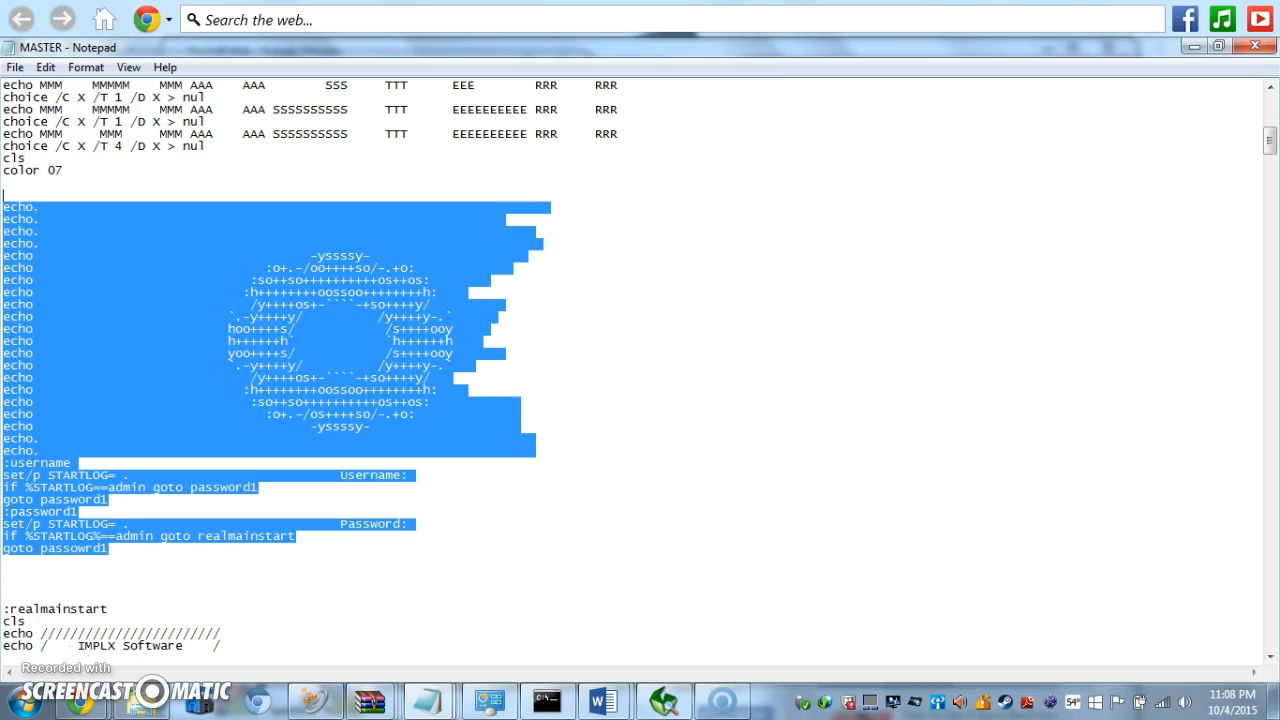 Search the web...
MASTER - Notepad
File Edit Format View Help
echo MMM     MMMMM     MMM AAA    AAA        SSS     TTT      EEE        RRR     RRR
choice /C X /T 1 /D X > nul
echo MMM     MMMMM     MMM AAA    AAA SSSSSSSSSS     TTT      EEEEEEEEEE RRR     RRR
choice /C X /T 1 /D X > nul
echo MMM      MMM      MMM AAA    AAA SSSSSSSSSS     TTT      EEEEEEEEEE RRR     RRR
choice /C X /T 4 /D X > nul
cls
color 07
echo.
echo.
echo.
echo.
echo                                     -yssssy-
echo                               :o+.-/oo++++so/-.+o:
echo                             :so++so++++++++++os++os:
echo                            :h++++++++oossoo++++++++h:
echo                             /y++++os+-````-+so++++y/
echo                          `.-y++++y/          /y++++y-.`
echo                          hoo++++s/            /s++++ooy
echo                          h++++++h`            `h++++++h
echo                          yoo++++s/            /s++++ooy
echo                          `.-y++++y/          /y++++y-.`
echo                             /y++++os+-````-+so++++y/
echo                            :h++++++++oossoo++++++++h:
echo                             :so++so++++++++++os++os:
echo                               :o+.-/os++++so/-.+o:
echo                                     -yssssy-
echo.
echo.
:username
set/p STARTLOG= .                            Username:
if %STARTLOG==admin goto password1
goto password1
:password1
set/p STARTLOG= .                            Password:
if %STARTLOG%==admin goto realmainstart
goto passowrd1
:realmainstart
cls
echo ////////////////////////
echo /    IMPLX Software    /
Recorded with
SCREENCAST MATIC
54°
11:08 PM
10/4/2015